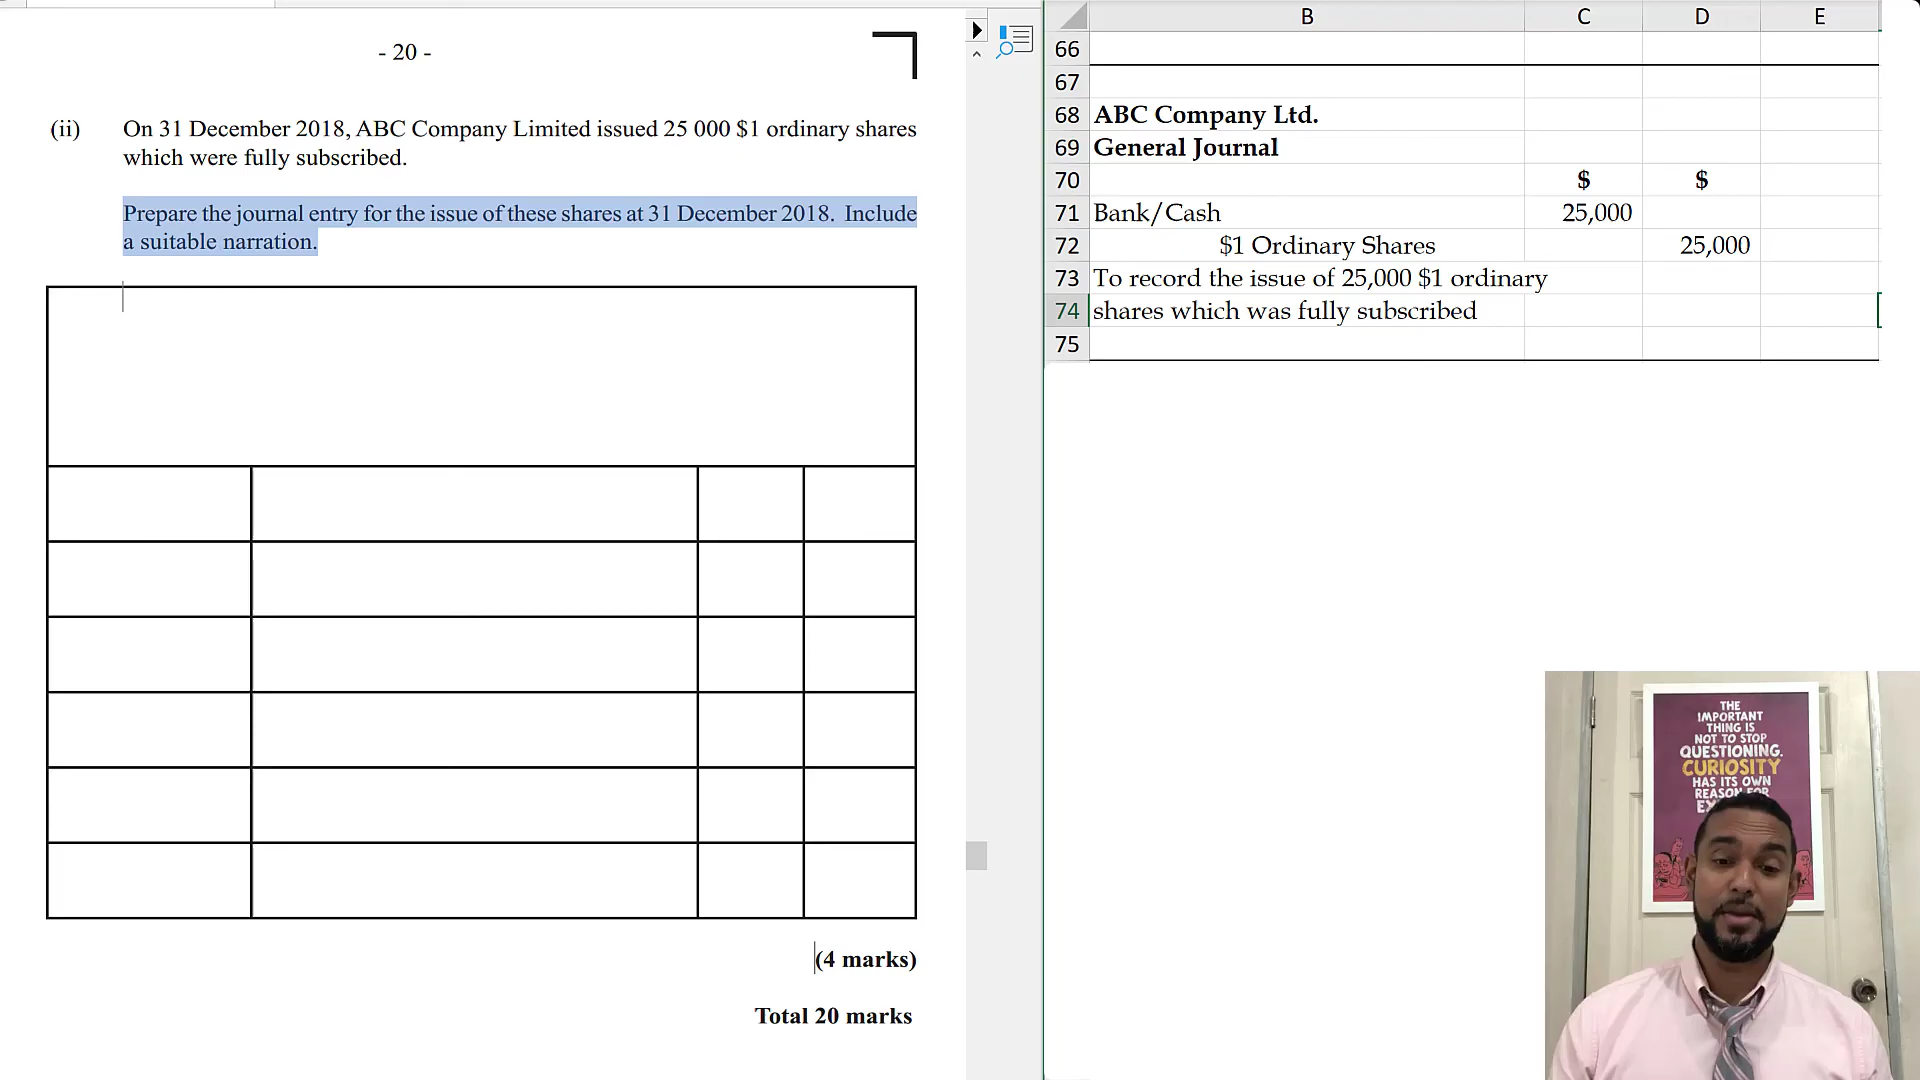 - 20 -
(ii) On 31 December 2018, ABC Company Limited issued 25 000 $1 ordinary shares
which were fully subscribed.
Prepare the journal entry for the issue of these shares at 31 December 2018. Include
a suitable narration.
(4 marks)
Total 20 marks
B C D E
66
67
68 ABC Company Ltd.
69 General Journal
70 $ $
71 Bank/Cash 25,000
72 $1 Ordinary Shares 25,000
73 To record the issue of 25,000 $1 ordinary
74 shares which was fully subscribed
75
THE
IMPORTANT
THING IS
NOT TO STOP
QUESTIONING.
CURIOSITY
HAS ITS OWN
REASON FOR